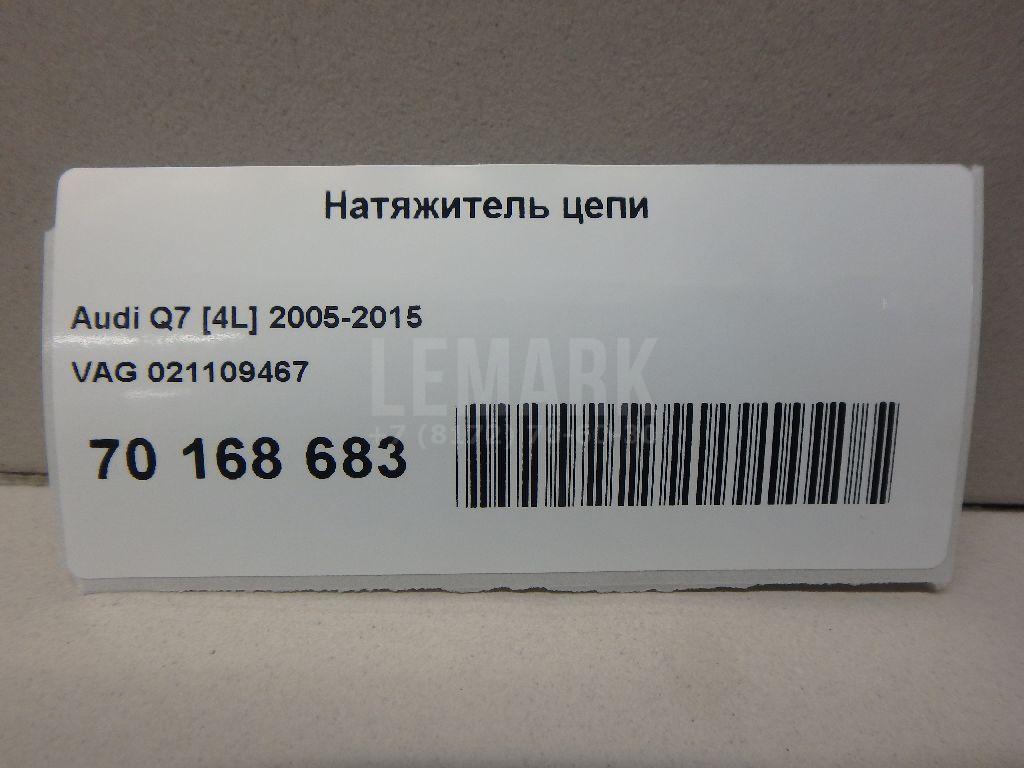 Натяжитель цепи
Audi Q7 [4L] 2005-2015
VAG 021109467
LEMARK
70 168 683